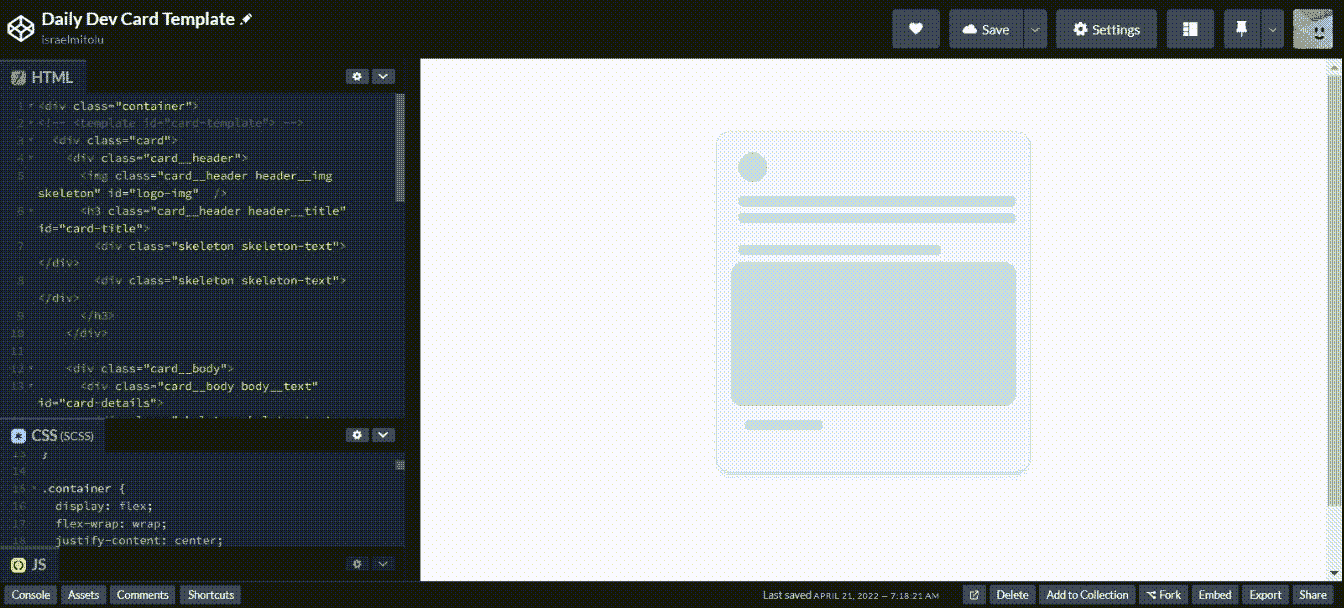 Daily Dev Card Template
israelmitolu
Save
Settings
HTML
1 <div class="container">
2 <!-- <template id="card-template"> -->
3 <div class="card">
4 <div class="card__header">
5 <img class="card__header header__img
skeleton" id="logo-img" />
6 <h3 class="card__header header__title"
id="card-title">
7 <div class="skeleton skeleton-text">
</div>
8 <div class="skeleton skeleton-text">
</div>
9 </h3>
10 </div>
11
12 <div class="card__body">
13 <div class="card__body body__text"
id="card-details">
CSS (SCSS)
14
15 .container {
16 display: flex;
17 flex-wrap: wrap;
18 justify-content: center;
JS
Console Assets Comments Shortcuts
Last saved APRIL 21, 2022 — 7:18:21 AM
Delete Add to Collection Fork Embed Export Share